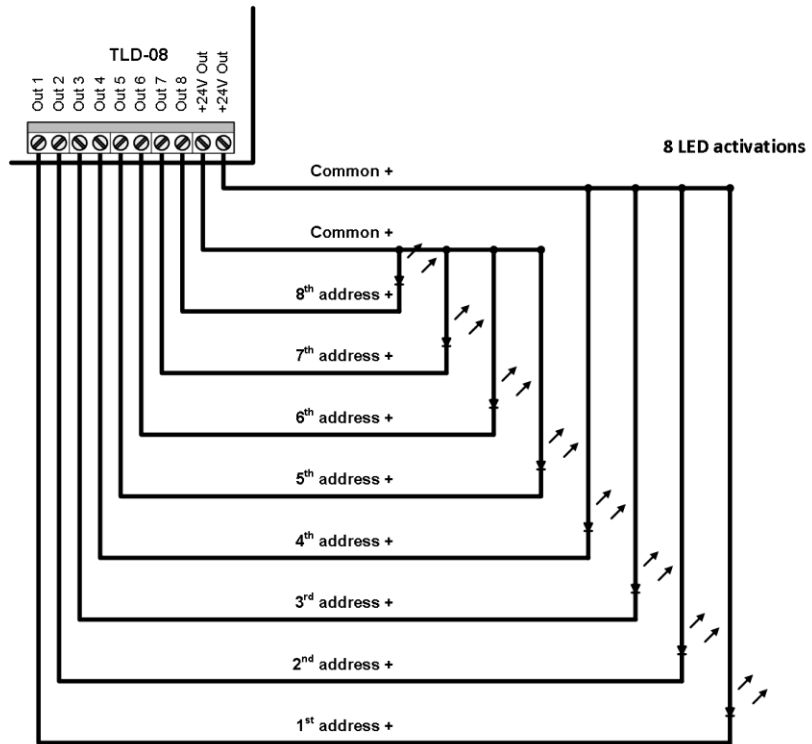 TLD-08
Out 1
Out 2
Out 3
Out 4
Out 5
Out 6
Out 7
Out 8
+24V Out
+24V Out
8 LED activations
Common +
Common +
8th address +
7th address +
6th address +
5th address +
4th address +
3rd address +
2nd address +
1st address +